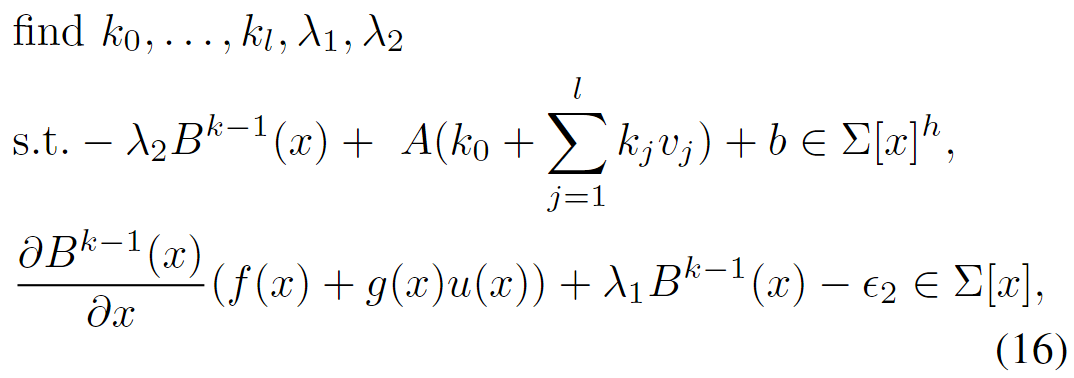 find $k_0, \ldots, k_l, \lambda_1, \lambda_2$
s.t. $- \lambda_2 B^{k-1}(x) + A(k_0 + \sum_{j=1}^{l} k_j v_j) + b \in \Sigma[x]^h,$
$\frac{\partial B^{k-1}(x)}{\partial x}(f(x) + g(x)u(x)) + \lambda_1 B^{k-1}(x) - \epsilon_2 \in \Sigma[x],$
(16)